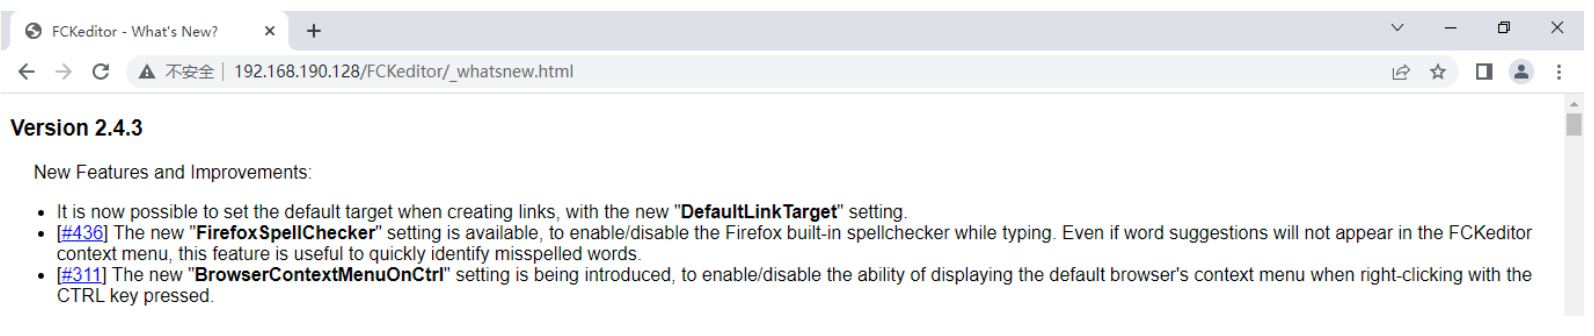 FCKeditor - What's New?
不安全 | 192.168.190.128/FCKeditor/_whatsnew.html
Version 2.4.3
New Features and Improvements:
• It is now possible to set the default target when creating links, with the new "DefaultLinkTarget" setting.
• [#436] The new "FirefoxSpellChecker" setting is available, to enable/disable the Firefox built-in spellchecker while typing. Even if word suggestions will not appear in the FCKeditor
context menu, this feature is useful to quickly identify misspelled words.
• [#311] The new "BrowserContextMenuOnCtrl" setting is being introduced, to enable/disable the ability of displaying the default browser's context menu when right-clicking with the
CTRL key pressed.